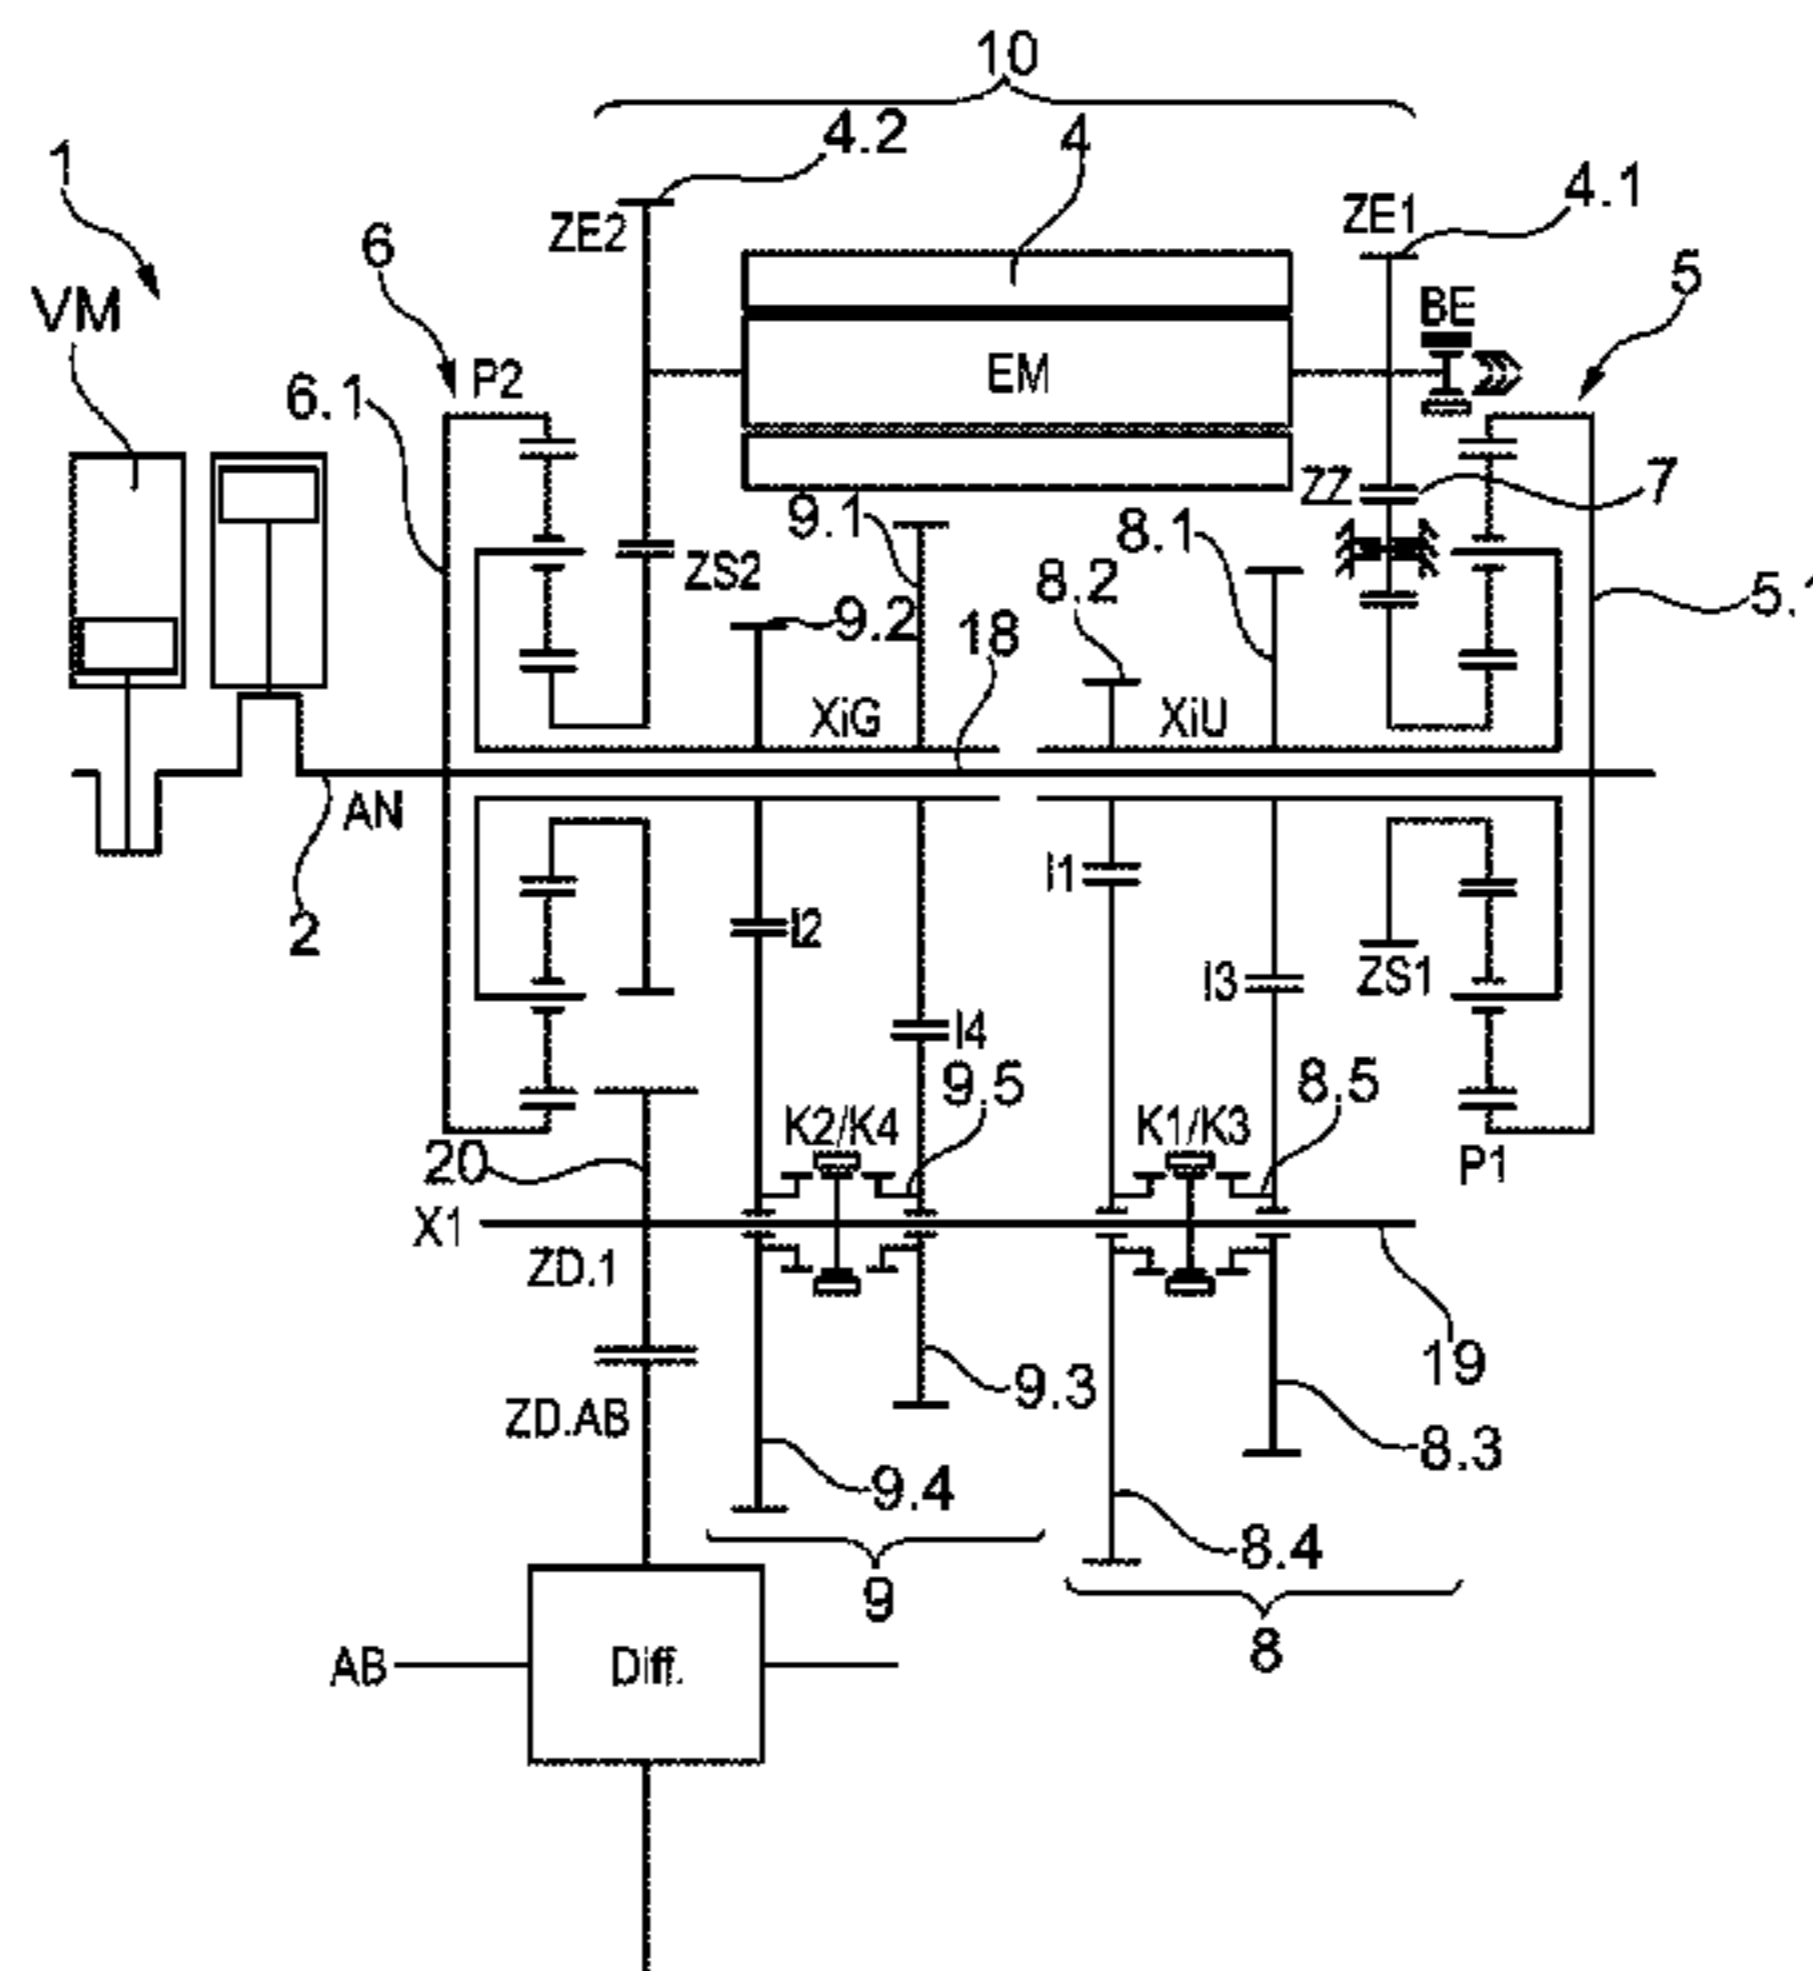 10
4.2
4
1
ZE2
ZE1
4.1
6
5
VM
P2
BE
6.1
EM
ZZ
7
9.1
8.1
ZS2
8.2
5.1
9.2
18
XiG
XiU
AN
I1
2
I2
I3
ZS1
I4
9.5
8.5
K2/K4
K1/K3
20
P1
X1
ZD.1
19
9.3
ZD.AB
8.3
9.4
8.4
9
8
AB
Diff.